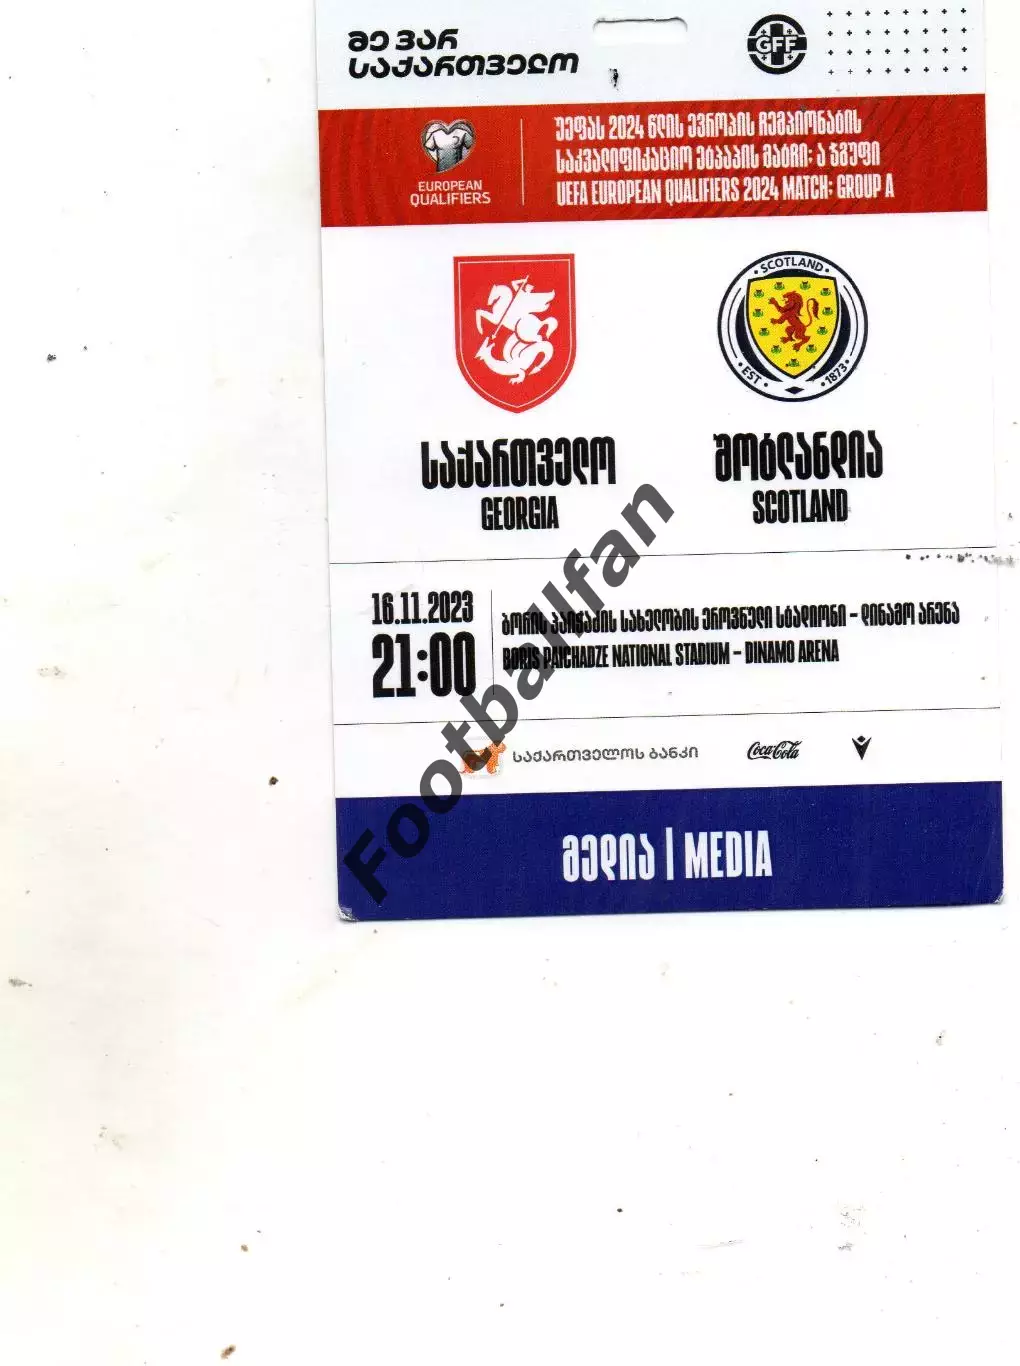 მე ვარ
საქართველო
GFF
უეფას 2024 წლის ევროპის ჩემპიონატის
საკვალიფიკაციო ეტაპის მატჩი; ა ჯგუფი
UEFA EUROPEAN QUALIFIERS 2024 MATCH; GROUP A
EUROPEAN
QUALIFIERS
SCOTLAND
EST 1873
საქართველო
GEORGIA
შოტლანდია
SCOTLAND
16.11.2023
21:00
ბორის პაიჭაძის სახელობის ეროვნული სტადიონი - დინამო არენა
BORIS PAICHADZE NATIONAL STADIUM - DINAMO ARENA
საქართველოს ბანკი
Coca-Cola
მედია | MEDIA
Footballfan